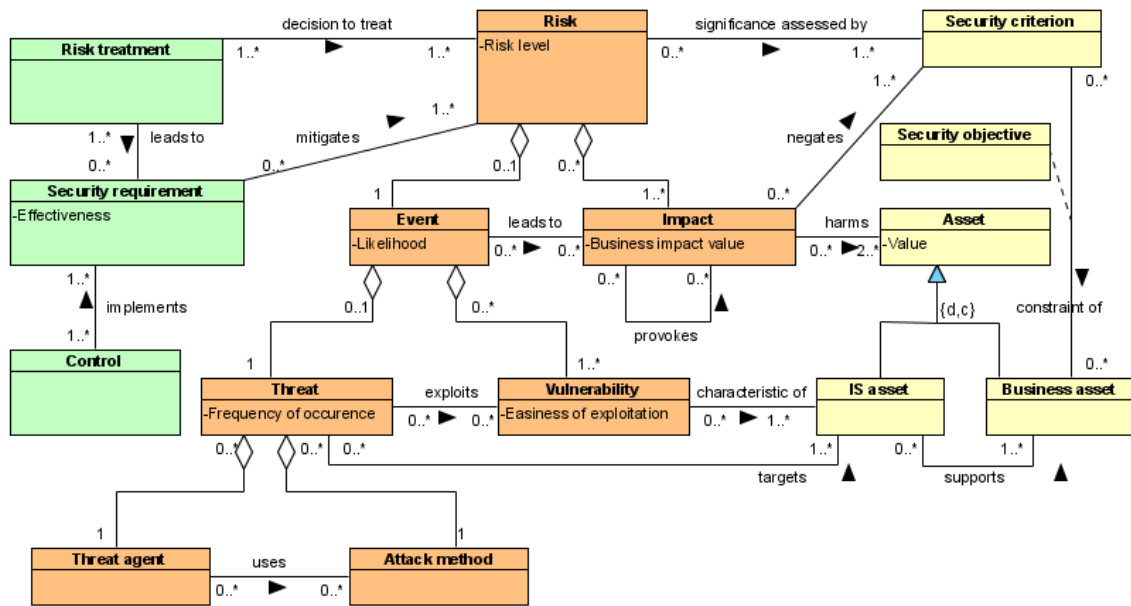 decision to treat
Risk
significance assessed by
Security criterion
Risk treatment
-Risk level
1..*
1..*
0..*
1..*
1..*
1..*
0..*
1..*
leads to
mitigates
negates
Security objective
0..*
0..*
0..1
0..*
Security requirement
-Effectiveness
1
1..*
0..*
Event
leads to
Impact
harms
Asset
-Likelihood
0..*
0..*
-Business impact value
0..*
2..*
-Value
1..*
0..*
0..*
implements
0..1
0..*
{d,c}
constraint of
provokes
1..*
Control
1
1..*
0..*
Threat
exploits
Vulnerability
characteristic of
IS asset
Business asset
-Frequency of occurence
0..*
0..*
-Easiness of exploitation
0..*
1..*
0..*
0..*
0..*
1..*
0..*
1..*
targets
supports
1
1
Threat agent
uses
Attack method
0..*
0..*